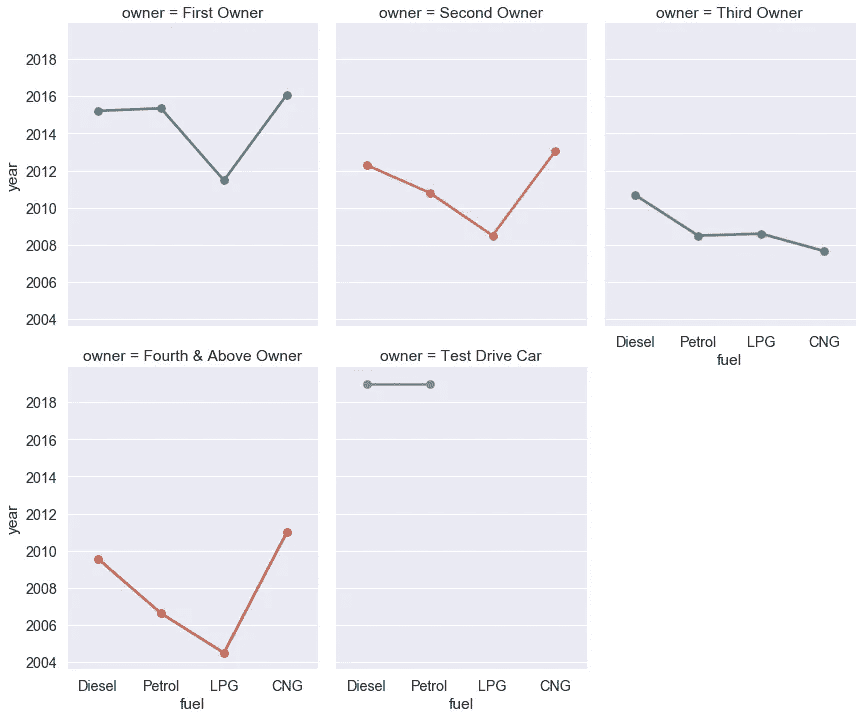 owner = First Owner
owner = Second Owner
owner = Third Owner
2018
2016
2014
2012
2010
2008
2006
2004
year
Diesel Petrol LPG CNG
fuel
owner = Fourth & Above Owner
owner = Test Drive Car
2018
2016
2014
2012
2010
2008
2006
2004
year
Diesel Petrol LPG CNG
fuel
Diesel Petrol LPG CNG
fuel